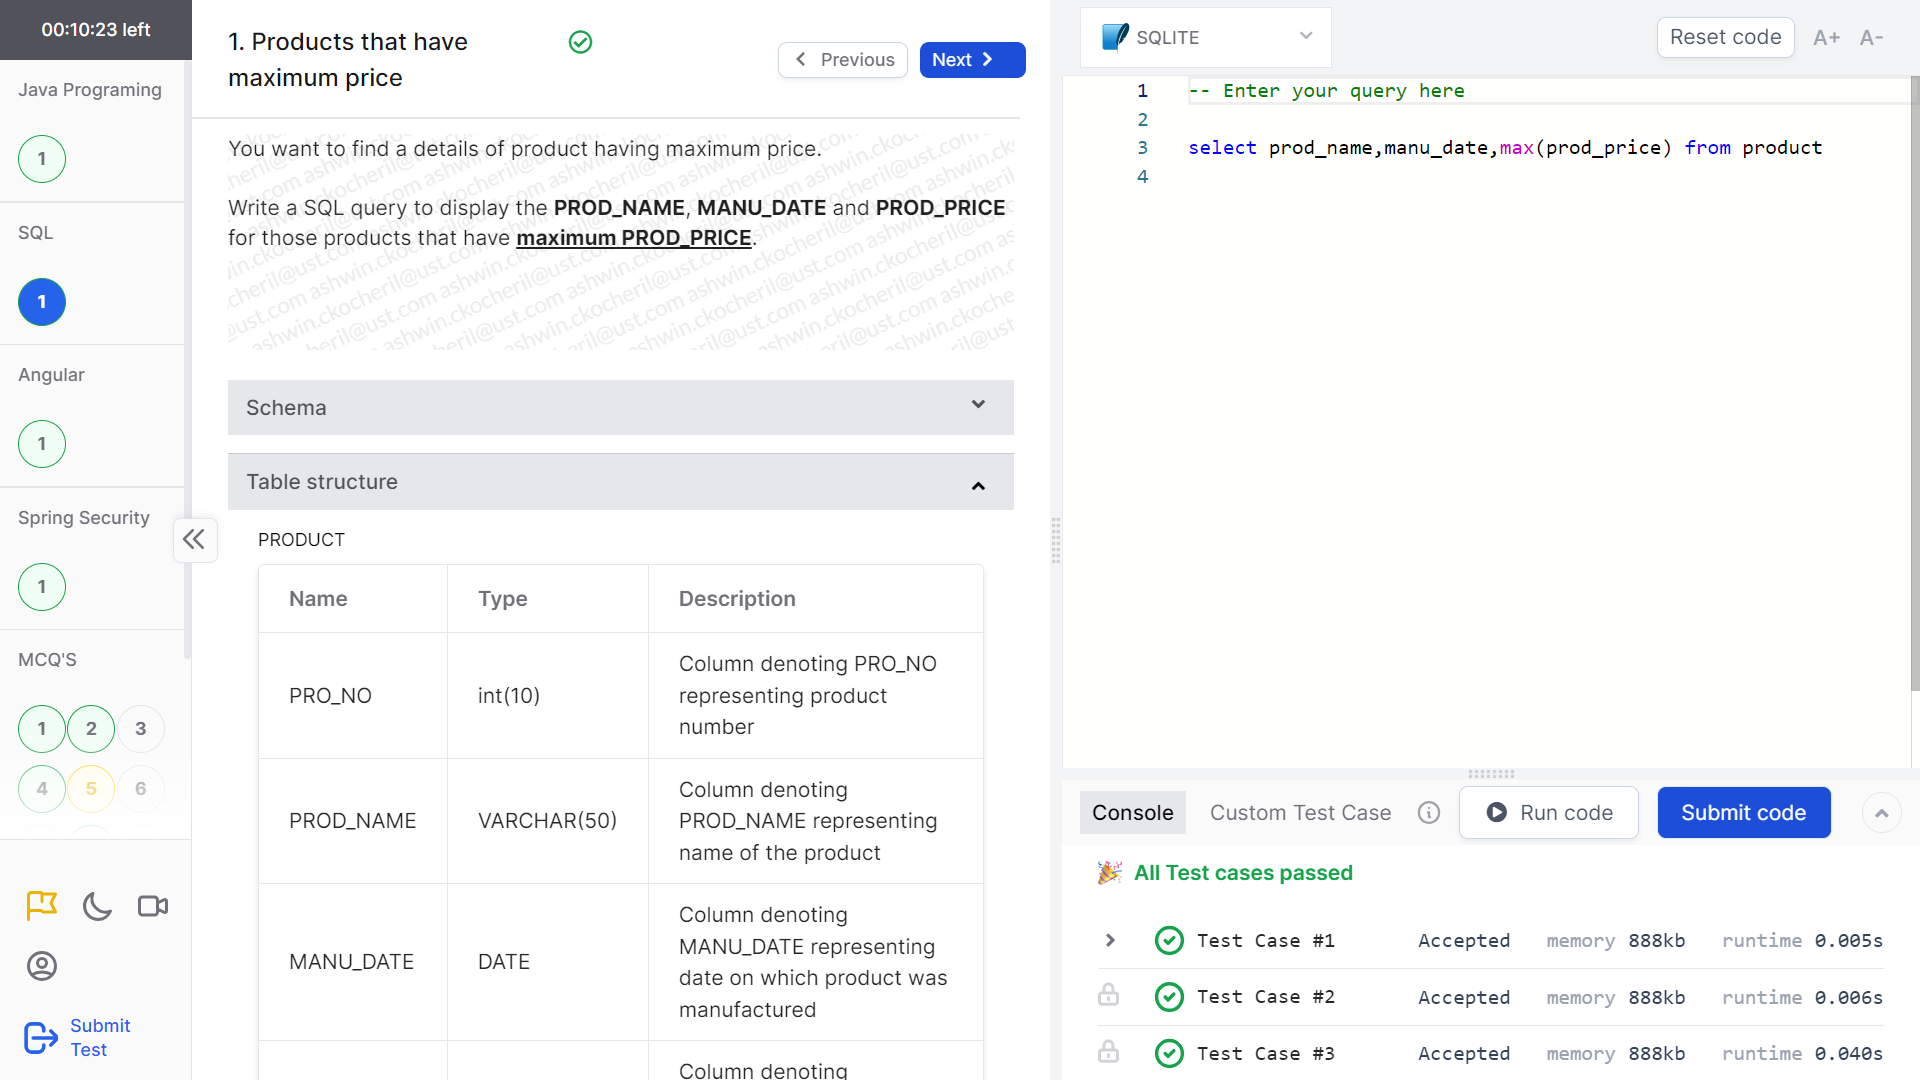 00:10:23 left
Java Programing
1
SQL
1
Angular
1
Spring Security
1
MCQ'S
1 2 3
4 5 6
Submit
Test
1. Products that have
maximum price
Previous
Next
You want to find a details of product having maximum price.
Write a SQL query to display the PROD_NAME, MANU_DATE and PROD_PRICE
for those products that have maximum PROD_PRICE.
ashwin.ckocheril@ust.com
Schema
Table structure
PRODUCT
Name Type Description
PRO_NO int(10) Column denoting PRO_NO
representing product
number
PROD_NAME VARCHAR(50) Column denoting
PROD_NAME representing
name of the product
MANU_DATE DATE Column denoting
MANU_DATE representing
date on which product was
manufactured
Column denoting
SQLITE
Reset code A+ A-
1 -- Enter your query here
2
3 select prod_name,manu_date,max(prod_price) from product
4
Console Custom Test Case Run code Submit code
All Test cases passed
Test Case #1 Accepted memory 888kb runtime 0.005s
Test Case #2 Accepted memory 888kb runtime 0.006s
Test Case #3 Accepted memory 888kb runtime 0.040s